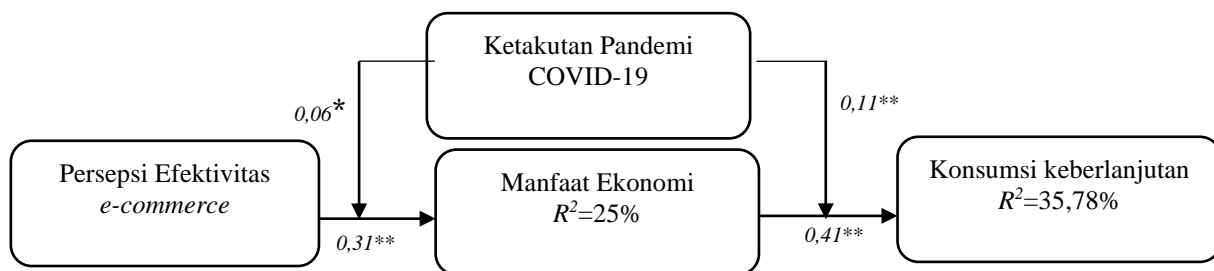 Ketakutan Pandemi
COVID-19
0,06*
0,11**
Persepsi Efektivitas
e-commerce
Manfaat Ekonomi
R²=25%
Konsumsi keberlanjutan
R²=35,78%
0,31**
0,41**